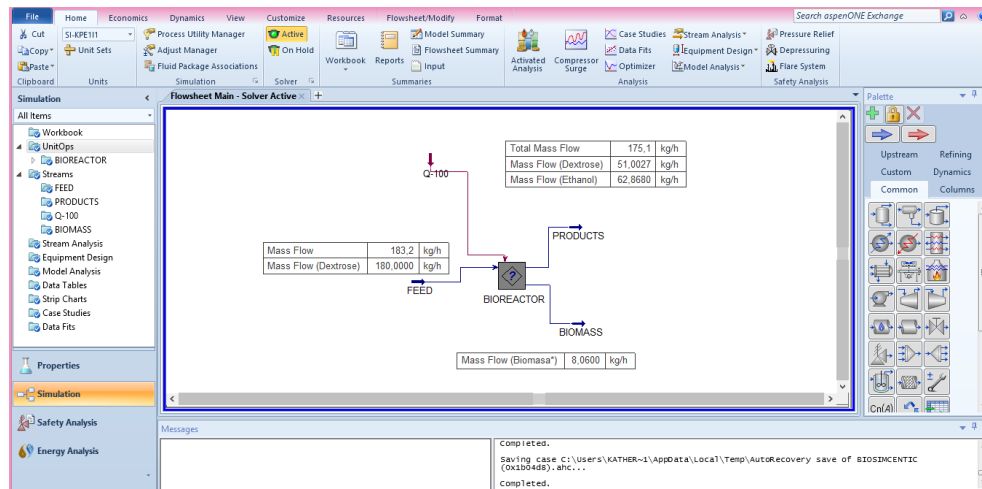 File Home Economics Dynamics View Customize Resources Flowsheet/Modify Format Search aspenONE Exchange
Cut SI-KPE1I1 Process Utility Manager Active Model Summary Case Studies Stream Analysis Pressure Relief
Copy Unit Sets Adjust Manager On Hold Flowsheet Summary Data Fits Equipment Design Depressuring
Paste Fluid Package Associations Workbook Reports Input Activated Analysis Compressor Surge Optimizer Model Analysis Flare System
Clipboard Units Simulation Solver Summaries Analysis Safety Analysis
Simulation Flowsheet Main - Solver Active Palette
All Items
Workbook
UnitOps
BIOREACTOR
Streams
FEED
PRODUCTS
Q-100
BIOMASS
Stream Analysis
Equipment Design
Model Analysis
Data Tables
Strip Charts
Case Studies
Data Fits
Properties
Simulation
Safety Analysis
Energy Analysis
Total Mass Flow 175,1 kg/h
Mass Flow (Dextrose) 51,0027 kg/h
Mass Flow (Ethanol) 62,8680 kg/h
Q-100
PRODUCTS
Mass Flow 183,2 kg/h
Mass Flow (Dextrose) 180,0000 kg/h
FEED
BIOREACTOR
?
BIOMASS
Mass Flow (Biomasa*) 8,0600 kg/h
Upstream Refining
Custom Dynamics
Common Columns
Cn(A)
Messages
Completed.
Saving case C:\Users\KATHER~1\AppData\Local\Temp\AutoRecovery save of BIOSIMCENTIC
(0x1b04d8).ahc...
Completed.